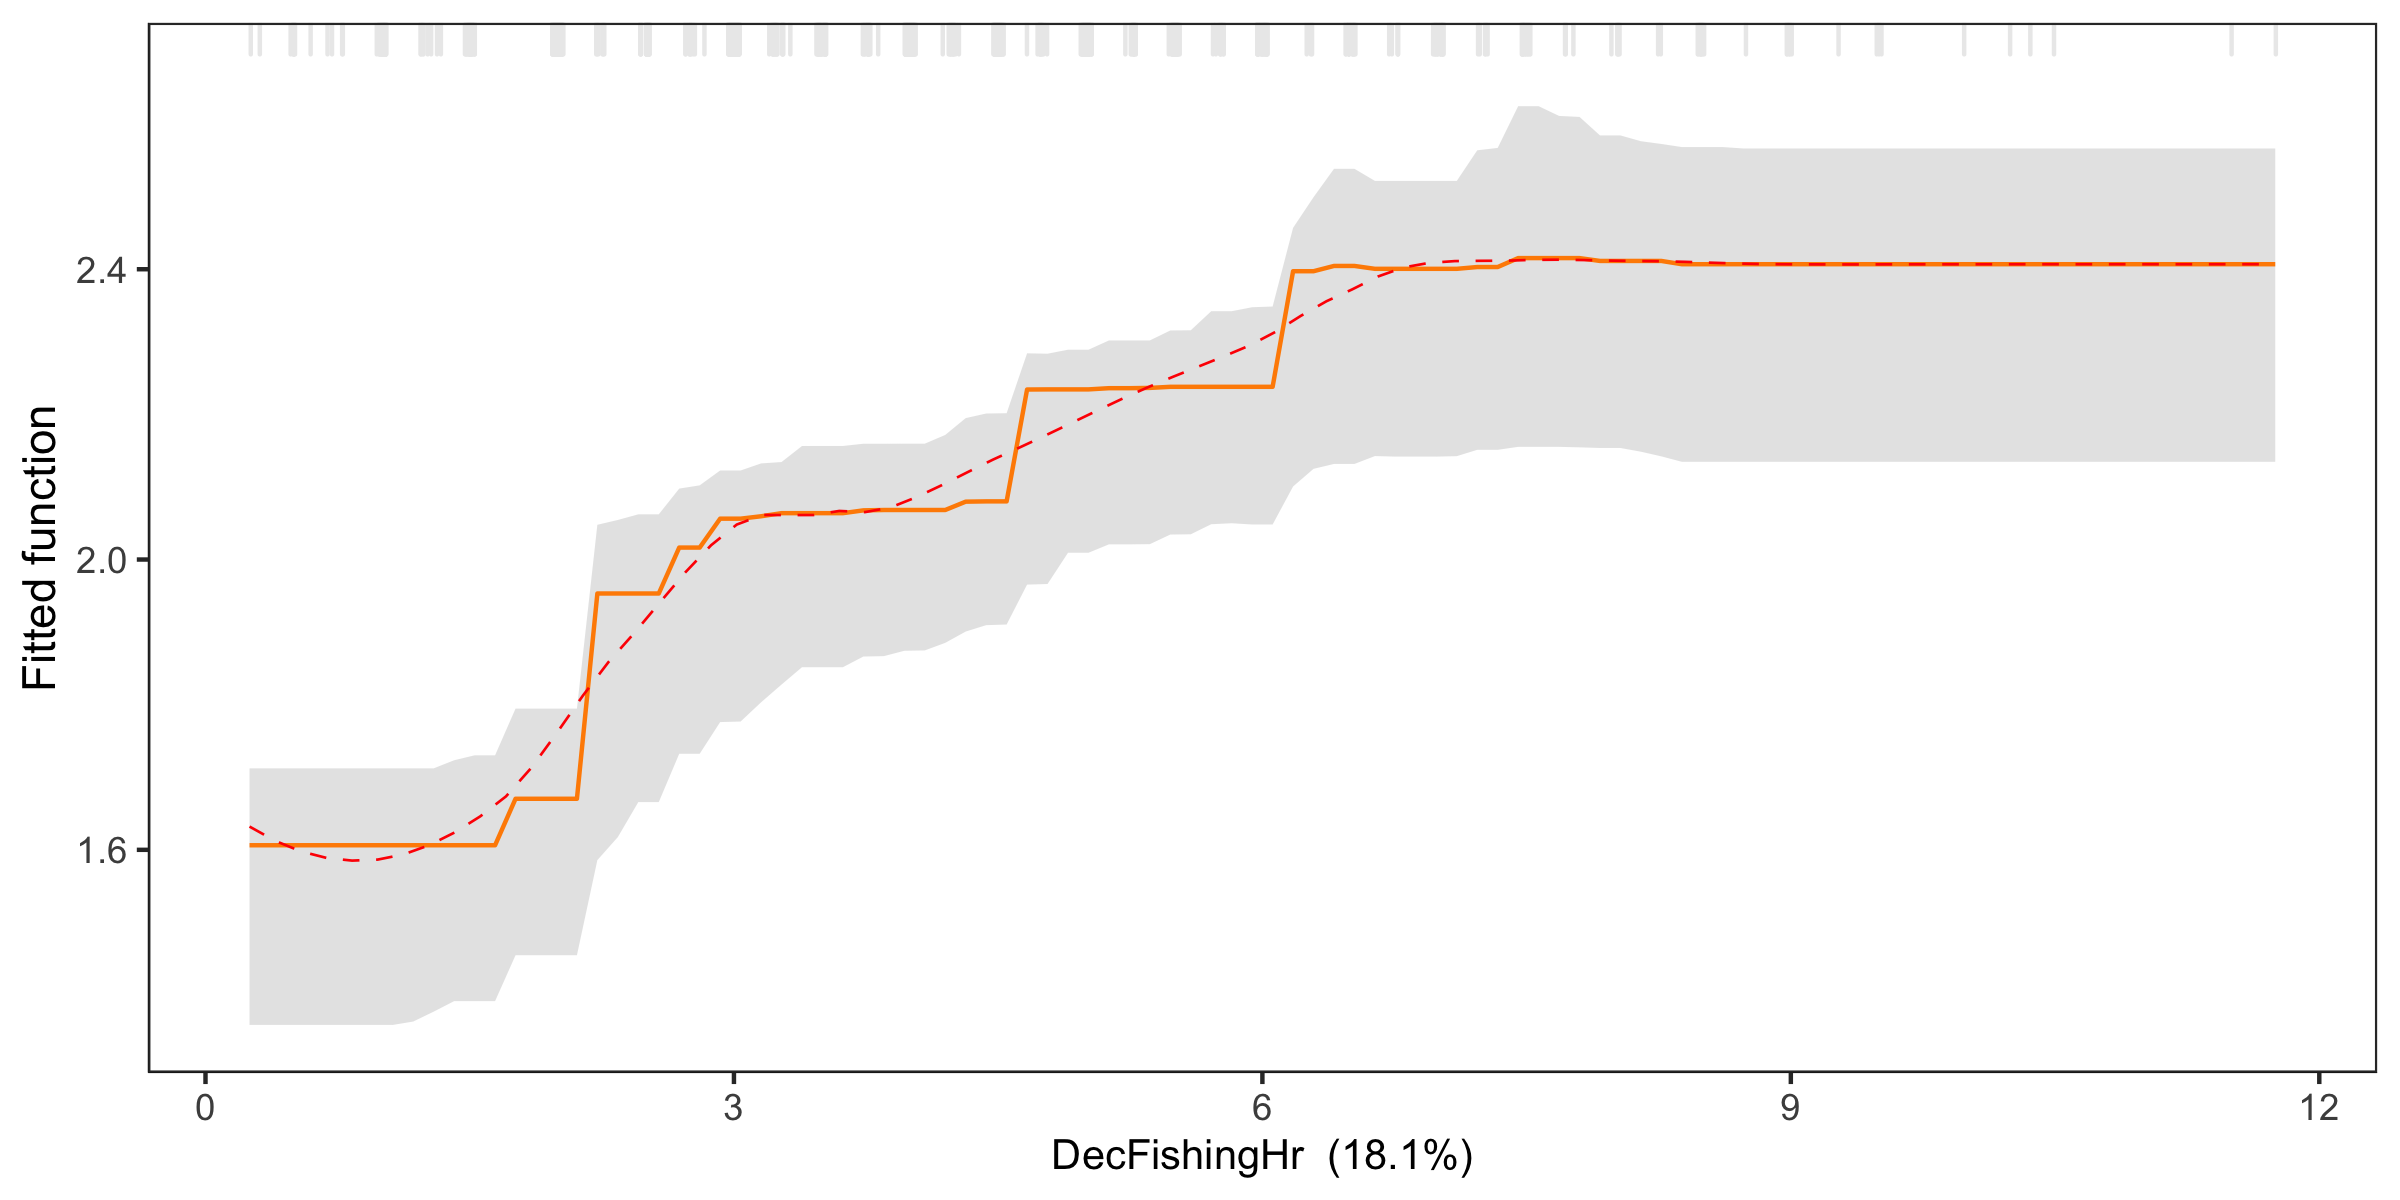 Fitted function
2.4
2.0
1.6
0 3 6 9 12
DecFishingHr (18.1%)